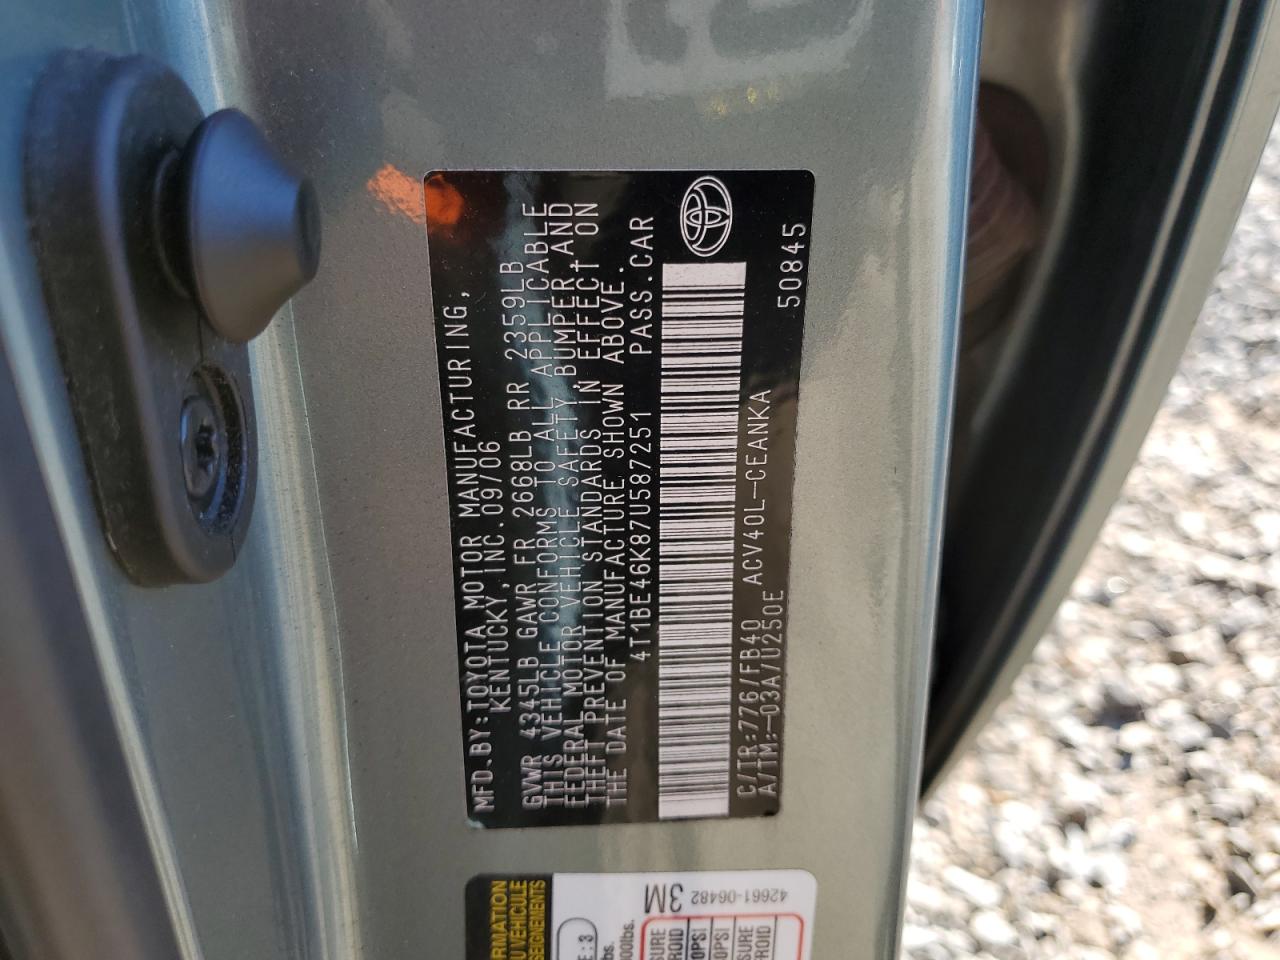 MFD.BY:TOYOTA MOTOR MANUFACTURING,
KENTUCKY, INC.09/06
GVWR 4345LB GAWR FR 2668LB RR 2359LB
THIS VEHICLE CONFORMS TO ALL APPLICABLE
FEDERAL MOTOR VEHICLE SAFETY,BUMPER,AND
THEFT PREVENTION STANDARDS IN EFFECT ON
THE DATE OF MANUFACTURE SHOWN ABOVE.
4T1BE46K87U587251 PASS.CAR
C/TR:776/FB40 ACV40L-CEANKA
A/TM:-03A/U250E
50845
3M
42661-06482